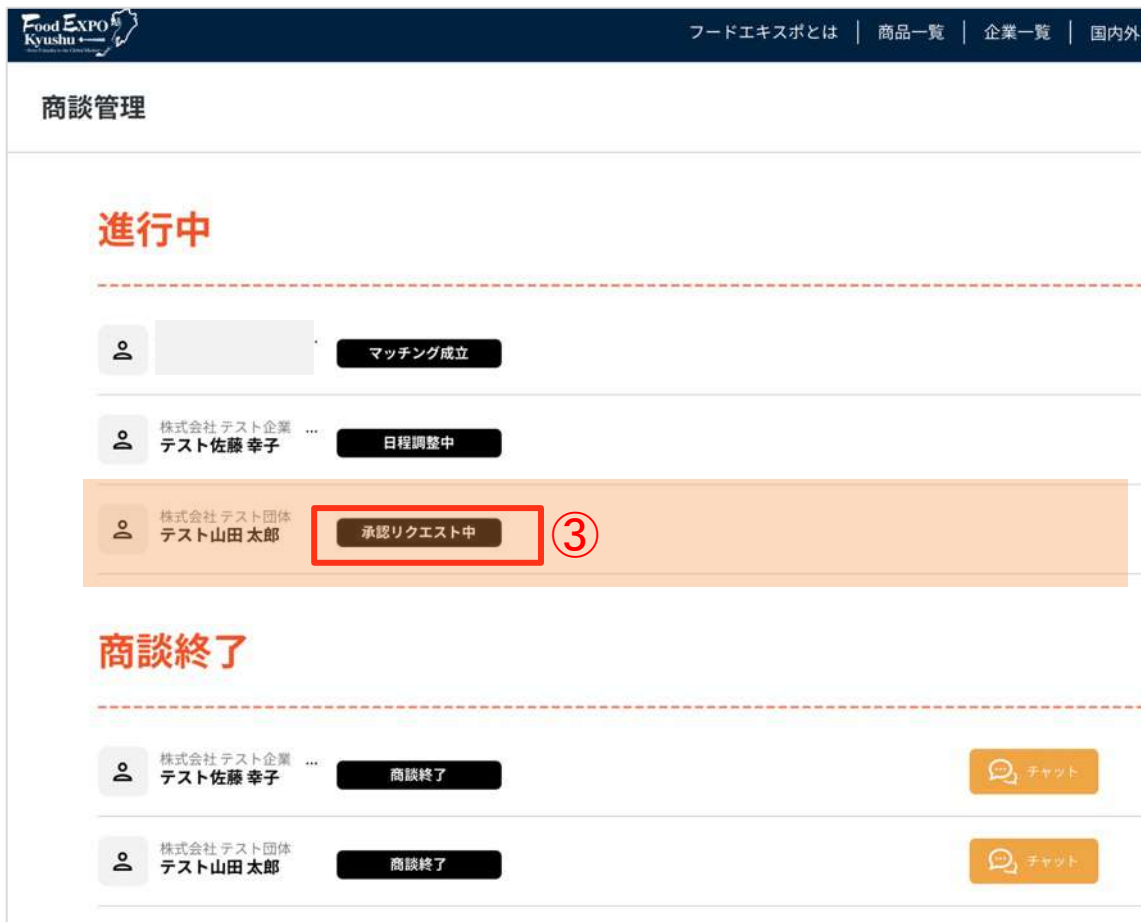 Food EXPO
Kyushu
フードエキスポとは 商品一覧 企業一覧 国内外
商談管理
進行中
マッチング成立
株式会社 テスト企業 ...
テスト佐藤 幸子
日程調整中
株式会社 テスト団体
テスト山田 太郎
承認リクエスト中
③
商談終了
株式会社 テスト企業 ...
テスト佐藤 幸子
商談終了
チャット
株式会社 テスト団体
テスト山田 太郎
商談終了
チャット